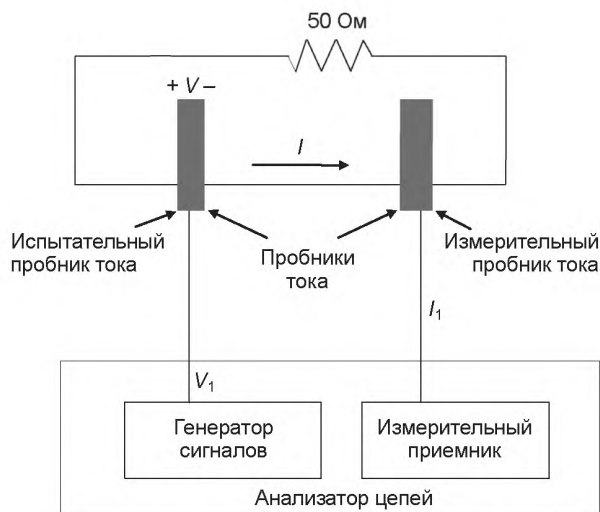 50 Ом
+ V –
I
Испытательный
пробник тока
Пробники
тока
Измерительный
пробник тока
I₁
V₁
Генератор
сигналов
Измерительный
приемник
Анализатор цепей